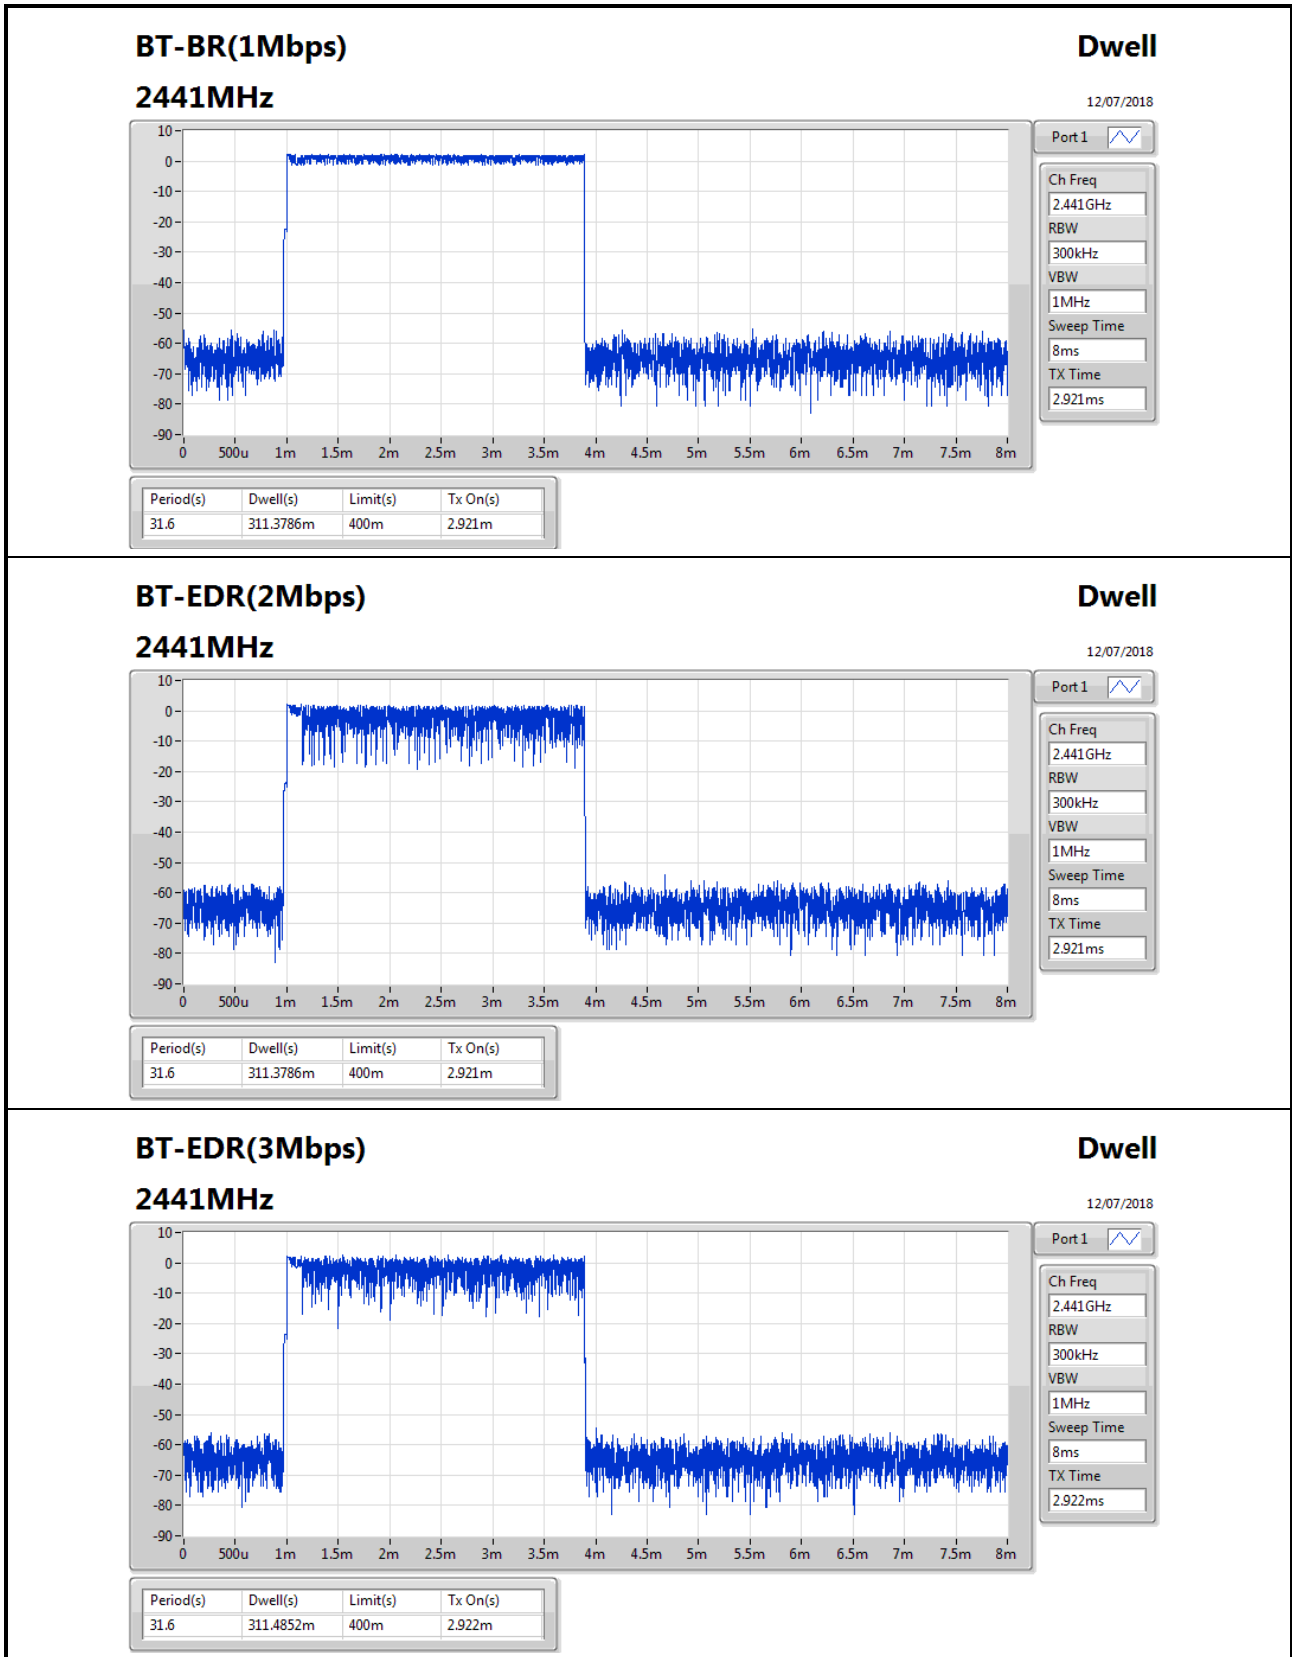 BT-BR(1Mbps) Dwell
2441MHz 12/07/2018
10
0
-10
-20
-30
-40
-50
-60
-70
-80
-90
0 500u 1m 1.5m 2m 2.5m 3m 3.5m 4m 4.5m 5m 5.5m 6m 6.5m 7m 7.5m 8m
Port 1
Ch Freq
2.441GHz
RBW
300kHz
VBW
1MHz
Sweep Time
8ms
TX Time
2.921ms
Period(s) Dwell(s) Limit(s) Tx On(s)
31.6 311.3786m 400m 2.921m
BT-EDR(2Mbps) Dwell
2441MHz 12/07/2018
10
0
-10
-20
-30
-40
-50
-60
-70
-80
-90
0 500u 1m 1.5m 2m 2.5m 3m 3.5m 4m 4.5m 5m 5.5m 6m 6.5m 7m 7.5m 8m
Port 1
Ch Freq
2.441GHz
RBW
300kHz
VBW
1MHz
Sweep Time
8ms
TX Time
2.921ms
Period(s) Dwell(s) Limit(s) Tx On(s)
31.6 311.3786m 400m 2.921m
BT-EDR(3Mbps) Dwell
2441MHz 12/07/2018
10
0
-10
-20
-30
-40
-50
-60
-70
-80
-90
0 500u 1m 1.5m 2m 2.5m 3m 3.5m 4m 4.5m 5m 5.5m 6m 6.5m 7m 7.5m 8m
Port 1
Ch Freq
2.441GHz
RBW
300kHz
VBW
1MHz
Sweep Time
8ms
TX Time
2.922ms
Period(s) Dwell(s) Limit(s) Tx On(s)
31.6 311.4852m 400m 2.922m